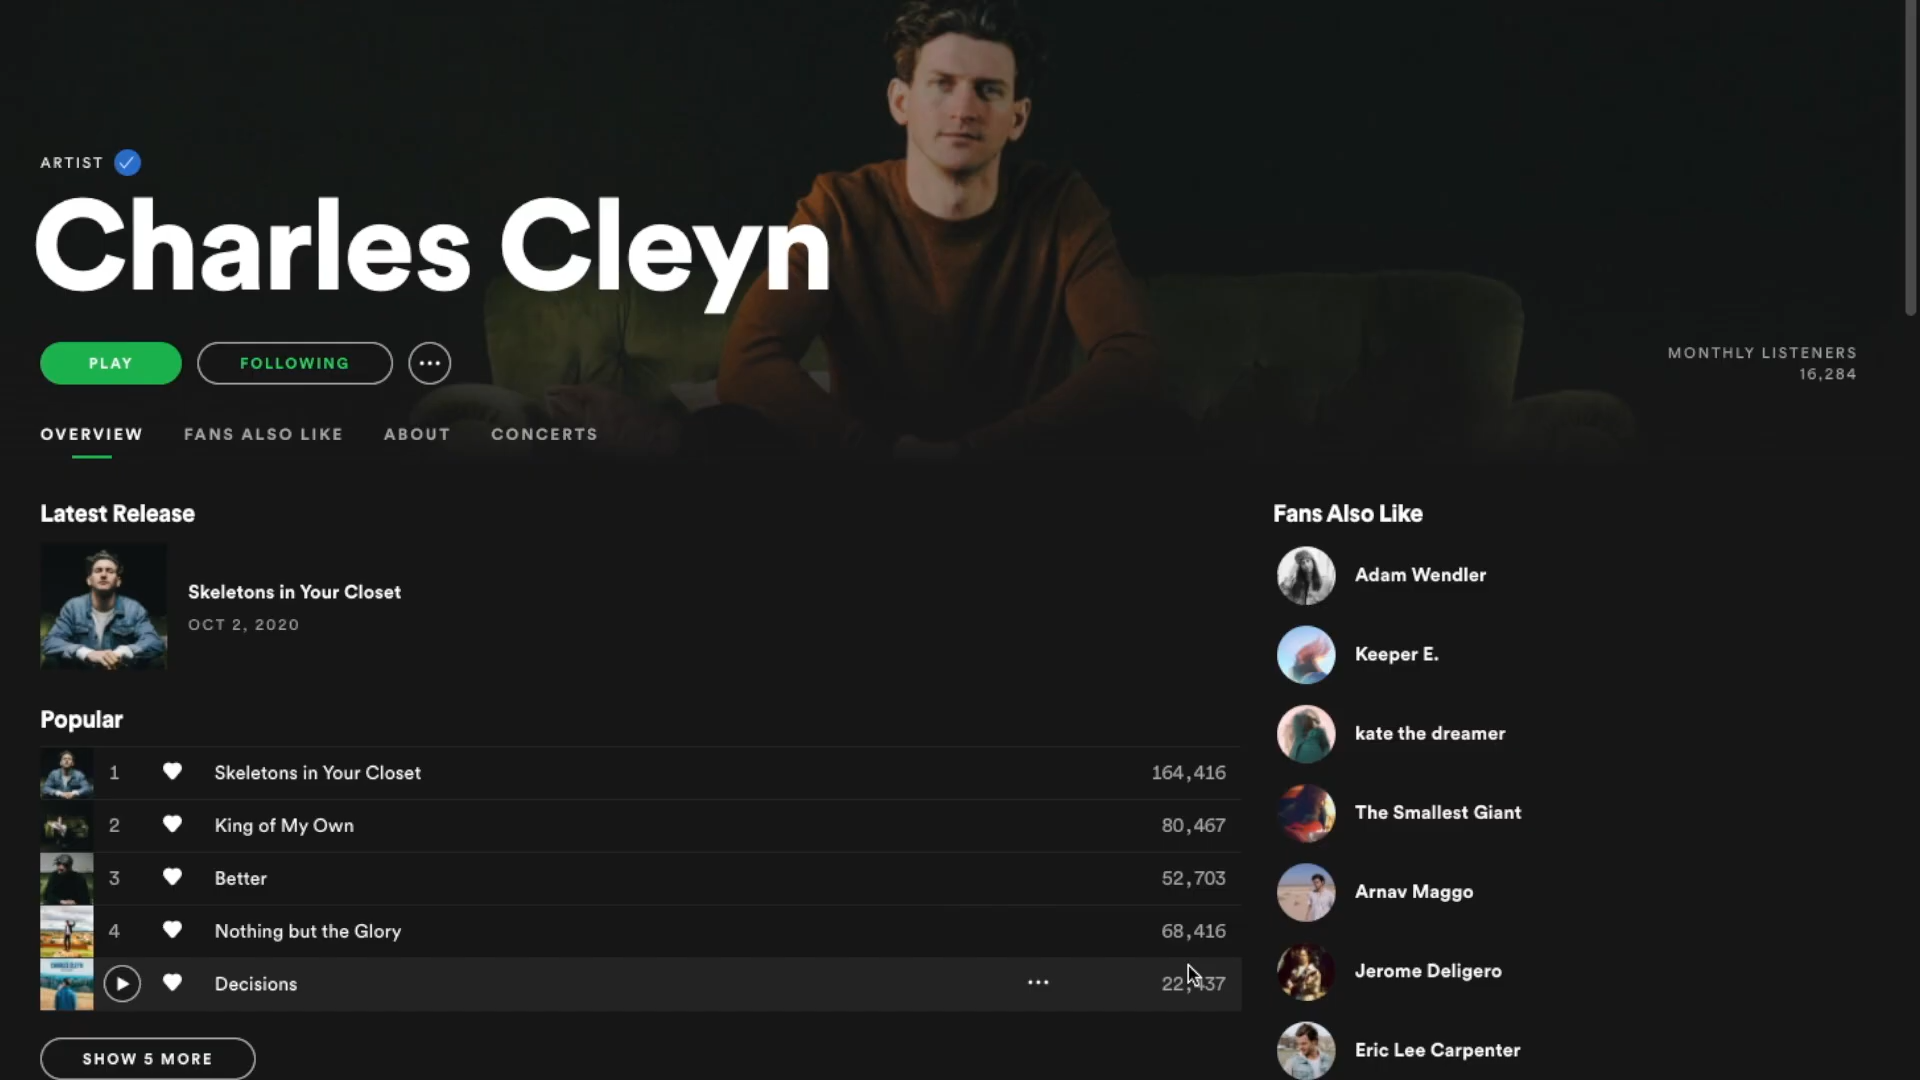 ARTIST
Charles Cleyn
PLAY
FOLLOWING
MONTHLY LISTENERS
16,284
OVERVIEW
FANS ALSO LIKE
ABOUT
CONCERTS
Latest Release
Skeletons in Your Closet
OCT 2, 2020
Popular
1 Skeletons in Your Closet 164,416
2 King of My Own 80,467
3 Better 52,703
4 Nothing but the Glory 68,416
Decisions
SHOW 5 MORE
Fans Also Like
Adam Wendler
Keeper E.
kate the dreamer
The Smallest Giant
Arnav Maggo
Jerome Deligero
Eric Lee Carpenter